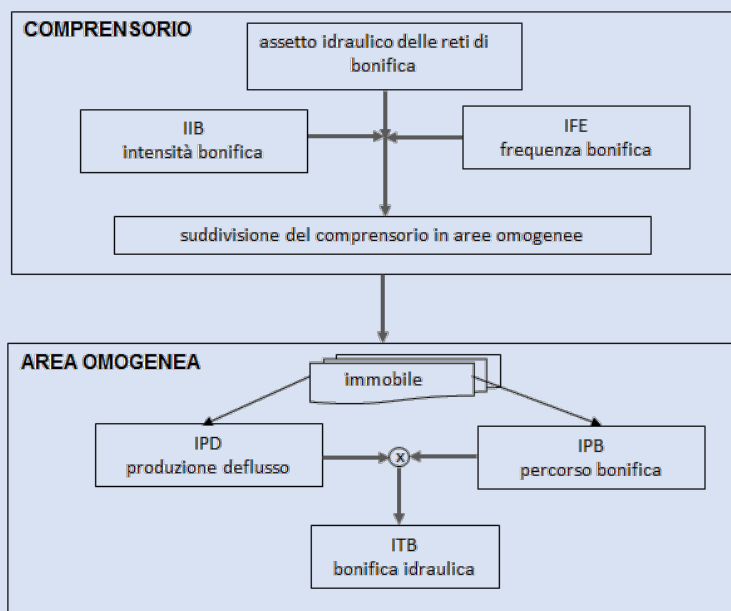 COMPRENSORIO
assetto idraulico delle reti di
bonifica
IIB
intensità bonifica
IFE
frequenza bonifica
suddivisione del comprensorio in aree omogenee
AREA OMOGENEA
immobile
IPD
produzione deflusso
x
IPB
percorso bonifica
ITB
bonifica idraulica